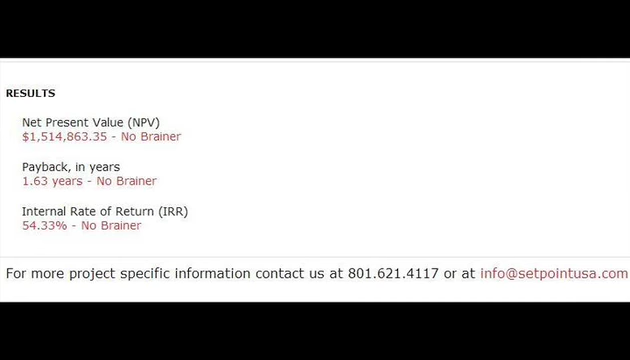 RESULTS
Net Present Value (NPV)
$1,514,863.35 - No Brainer
Payback, in years
1.63 years - No Brainer
Internal Rate of Return (IRR)
54.33% - No Brainer
For more project specific information contact us at 801.621.4117 or at info@setpointusa.com